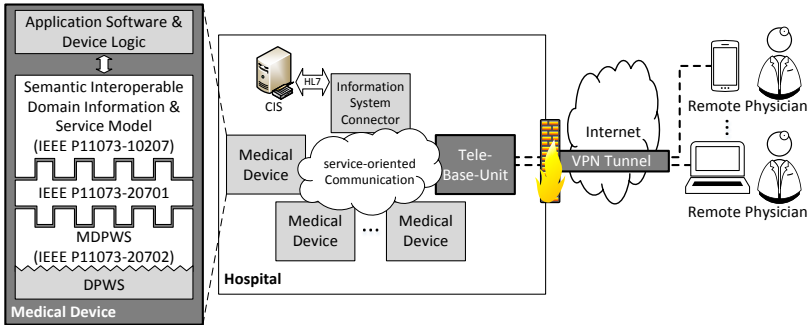 Application Software &
Device Logic
Semantic Interoperable
Domain Information &
Service Model
(IEEE P11073-10207)
IEEE P11073-20701
MDPWS
(IEEE P11073-20702)
DPWS
Medical Device
CIS
HL7
Information
System
Connector
Medical
Device
service-oriented
Communication
Tele-
Base-Unit
Medical
Device
...
Medical
Device
Hospital
Internet
VPN Tunnel
Remote Physician
...
Remote Physician